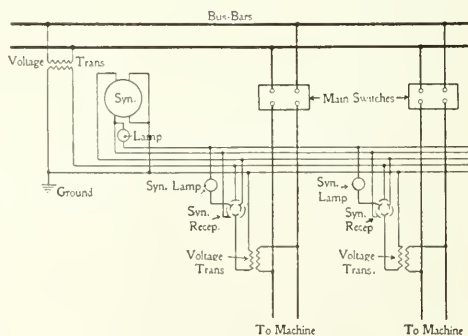 Bus-Bars
Voltage Trans
Syn.
Main Switches
Lamp
Syn. Lamp
Syn.
Lamp
Ground
Syn.
Recep.
Syn.
Recep
Voltage
Trans
Voltage
Trans.
To Machine
To Machine